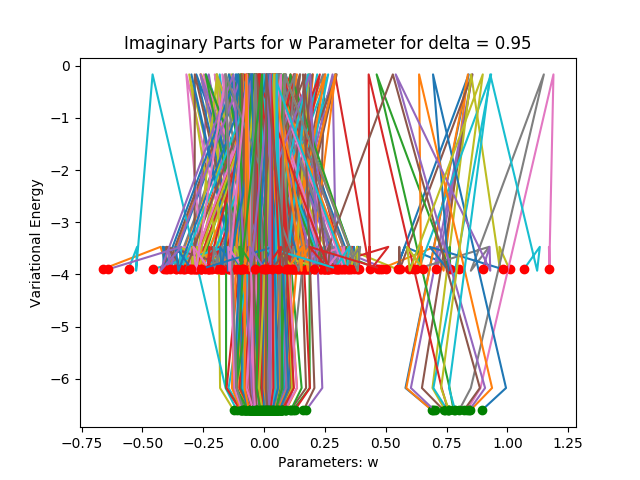 Imaginary Parts for w Parameter for delta = 0.95
0
−1
−2
−3
−4
−5
−6
Variational Energy
−0.75 −0.50 −0.25 0.00 0.25 0.50 0.75 1.00 1.25
Parameters: w